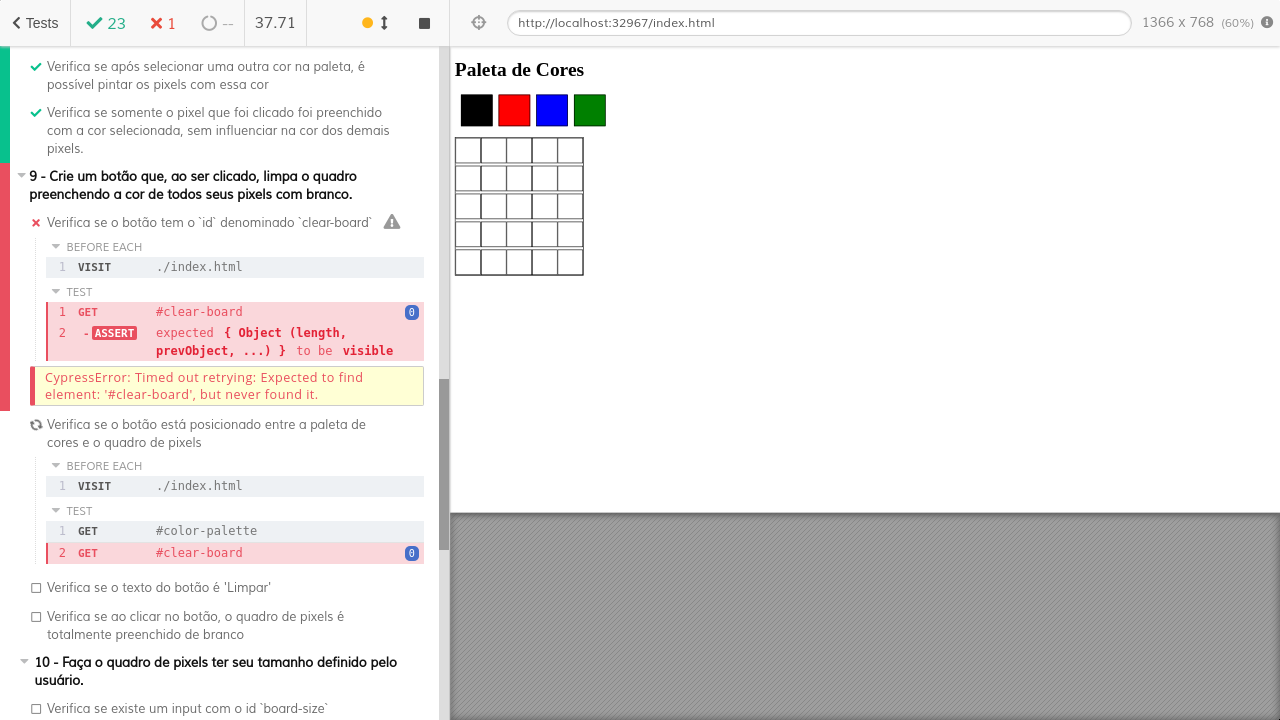 Tests
23
1
--
37.71
http://localhost:32967/index.html
1366 x 768 (60%)
Verifica se após selecionar uma outra cor na paleta, é
possível pintar os pixels com essa cor
Verifica se somente o pixel que foi clicado foi preenchido
com a cor selecionada, sem influenciar na cor dos demais
pixels.
9 - Crie um botão que, ao ser clicado, limpa o quadro
preenchendo a cor de todos seus pixels com branco.
Verifica se o botão tem o `id` denominado `clear-board`
BEFORE EACH
1 VISIT ./index.html
TEST
1 GET #clear-board 0
2 - ASSERT expected { Object (length,
prevObject, ...) } to be visible
CypressError: Timed out retrying: Expected to find
element: '#clear-board', but never found it.
Verifica se o botão está posicionado entre a paleta de
cores e o quadro de pixels
BEFORE EACH
1 VISIT ./index.html
TEST
1 GET #color-palette
2 GET #clear-board 0
Verifica se o texto do botão é 'Limpar'
Verifica se ao clicar no botão, o quadro de pixels é
totalmente preenchido de branco
10 - Faça o quadro de pixels ter seu tamanho definido pelo
usuário.
Verifica se existe um input com o id `board-size`
Paleta de Cores